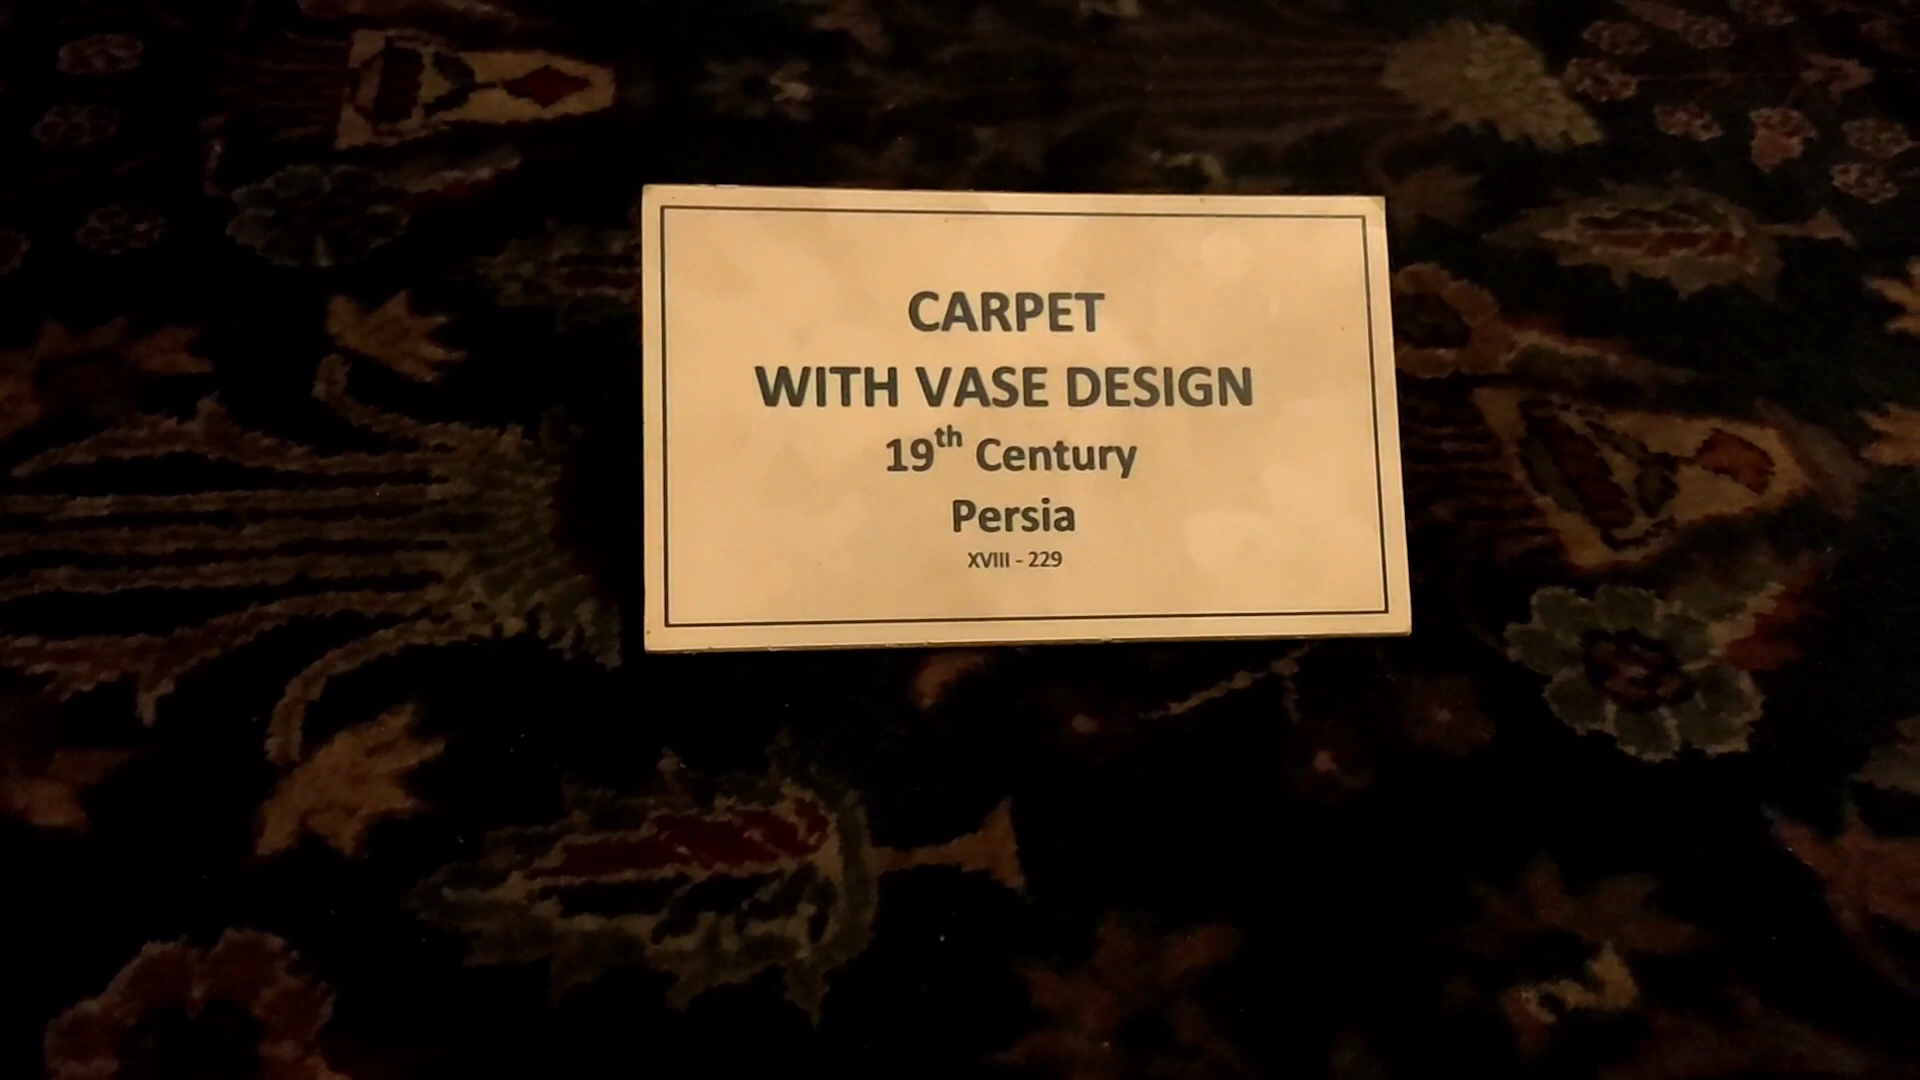 CARPET
WITH VASE DESIGN
19th Century
Persia
XVIII - 229